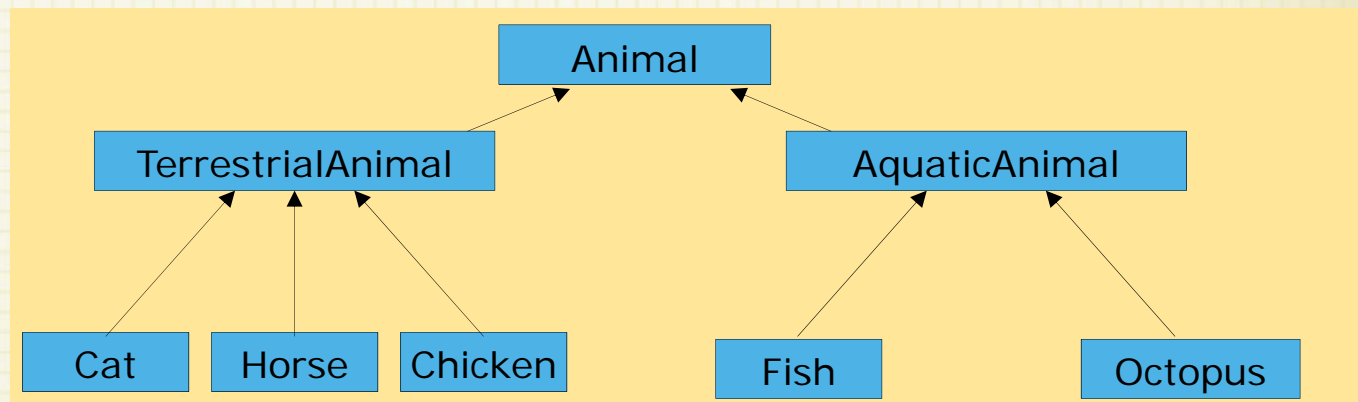 Animal
TerrestrialAnimal
AquaticAnimal
Cat
Horse
Chicken
Fish
Octopus